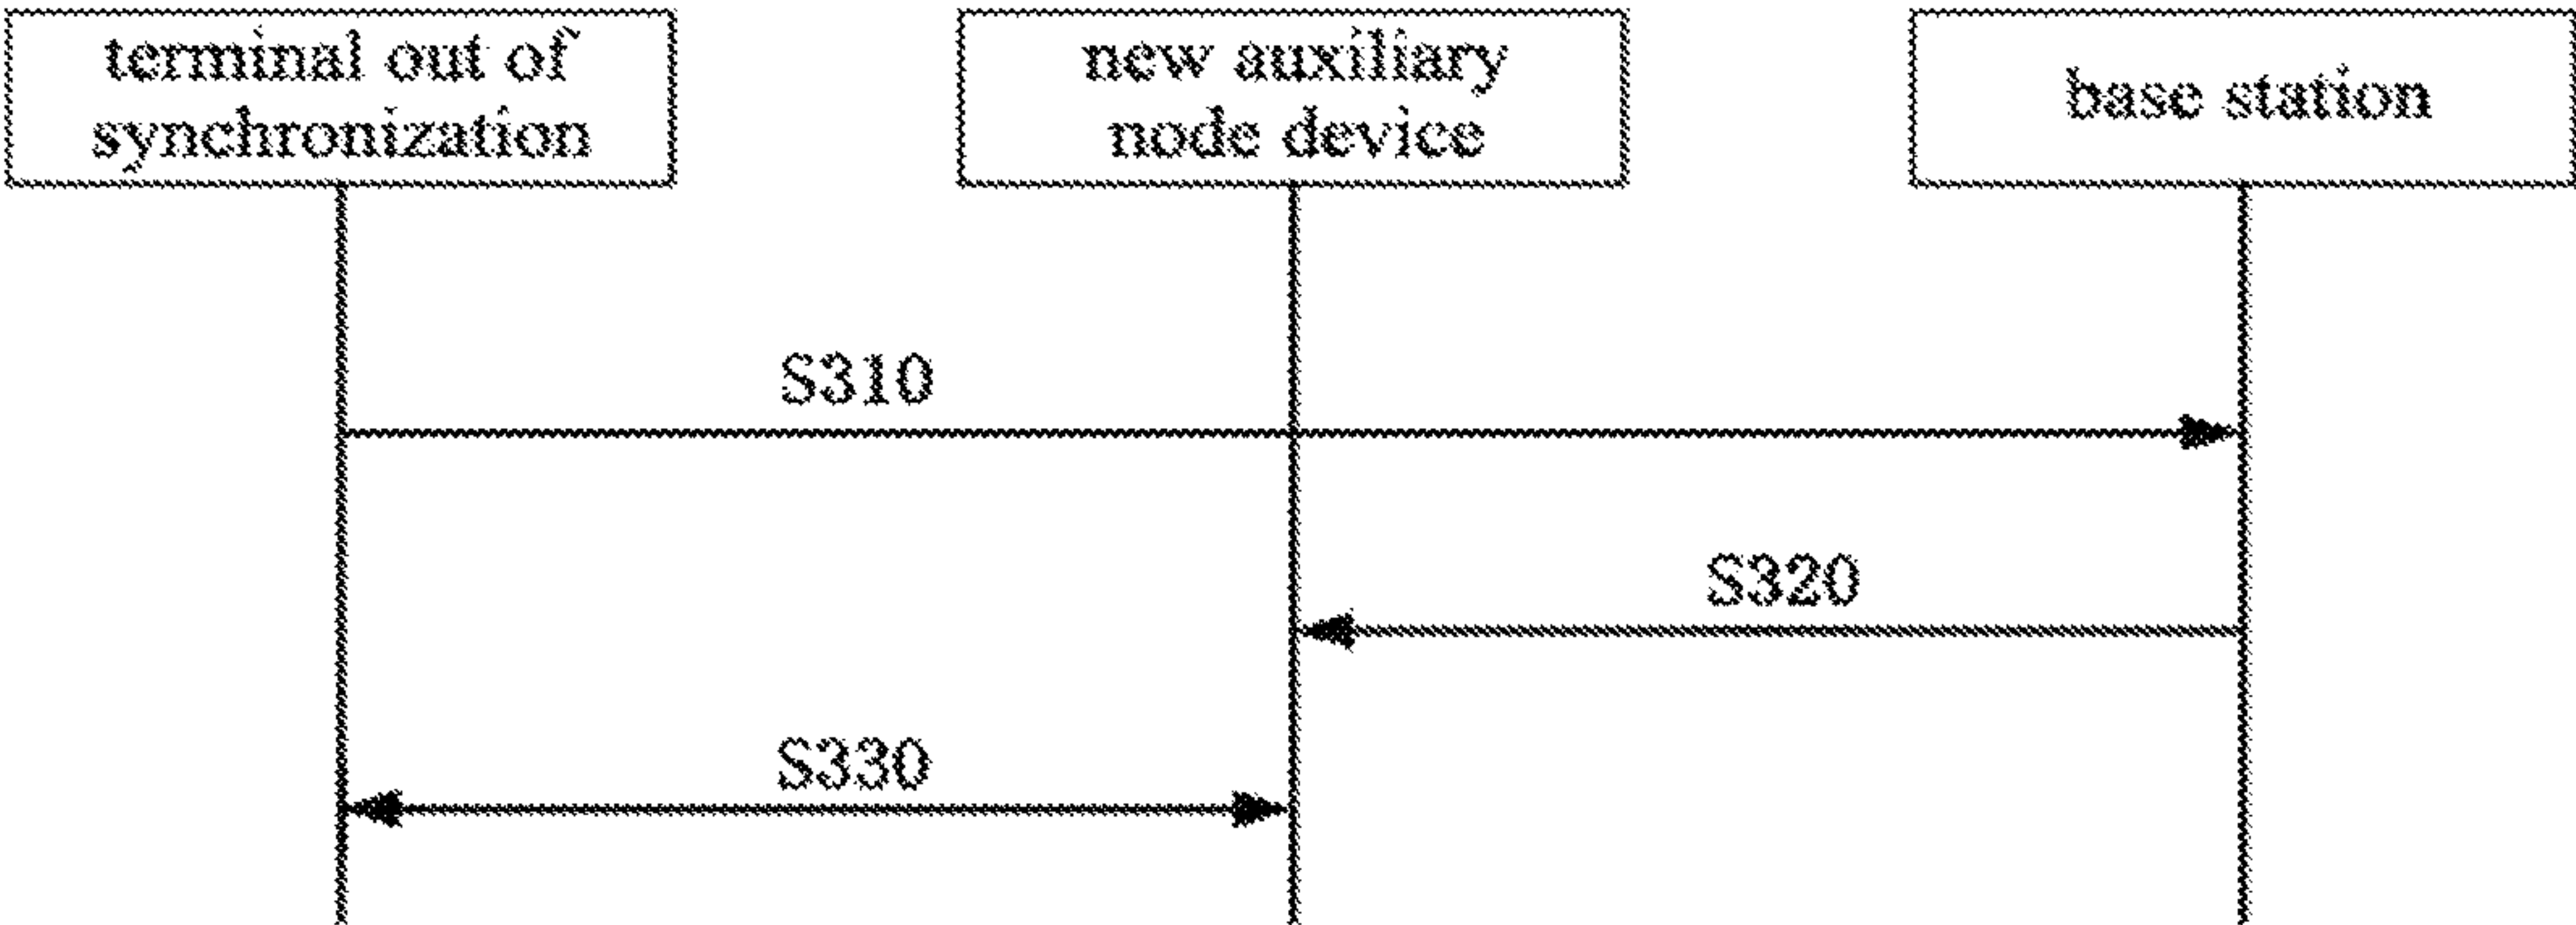 terminal out of
synchronization
new auxiliary
node device
base station
S310
S320
S330